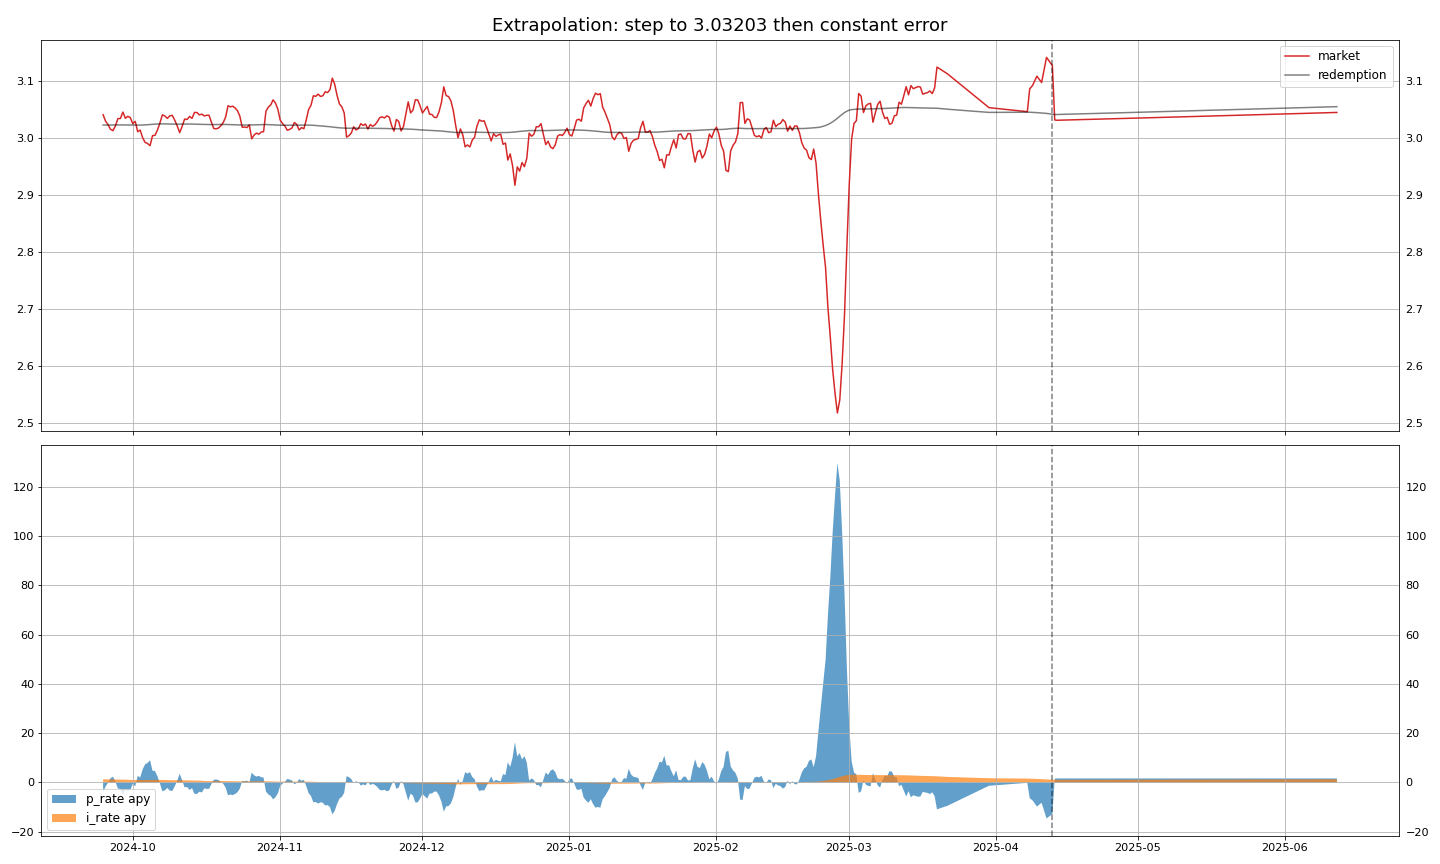 Extrapolation: step to 3.03203 then constant error
market
redemption
3.1 3.1
3.0 3.0
2.9 2.9
2.8 2.8
2.7 2.7
2.6 2.6
2.5 2.5
120 120
100 100
80 80
60 60
40 40
20 20
0 0
p_rate apy
i_rate apy
−20 −20
2024-10 2024-11 2024-12 2025-01 2025-02 2025-03 2025-04 2025-05 2025-06